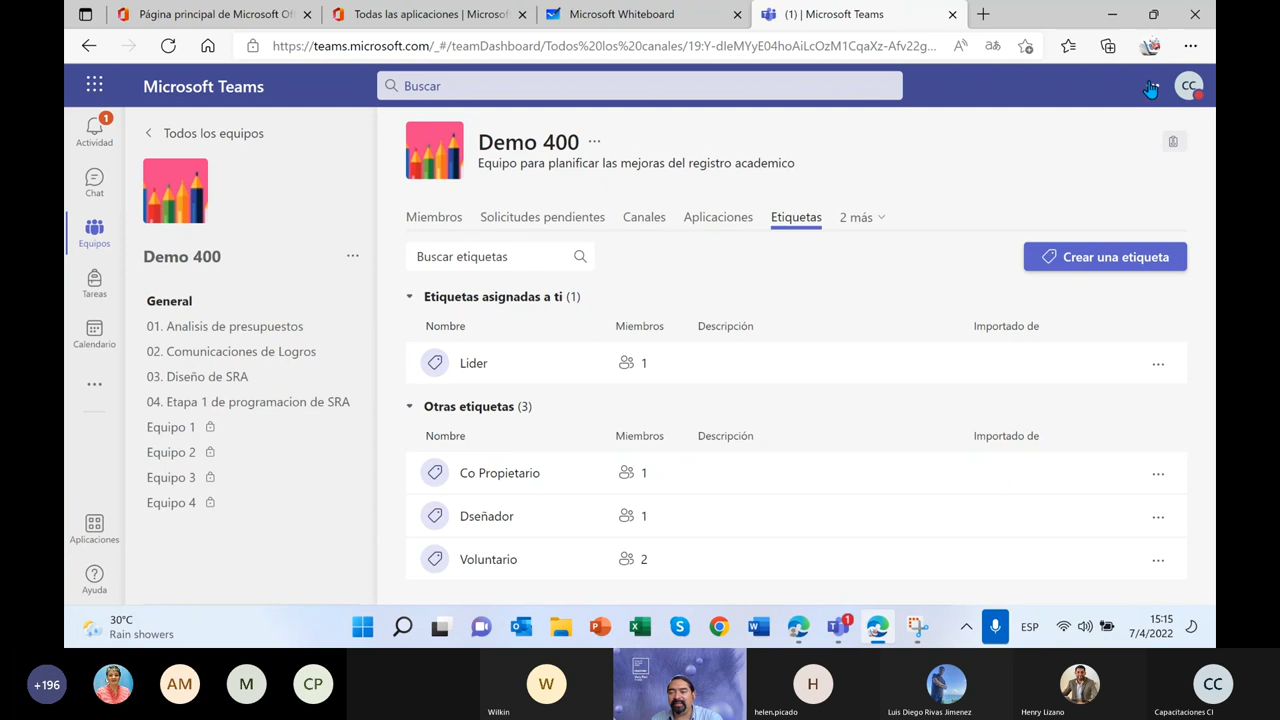 Página principal de Microsoft Of
Todas las aplicaciones | Microsof
Microsoft Whiteboard
(1) | Microsoft Teams
https://teams.microsoft.com/_#/teamDashboard/Todos%20los%20canales/19:Y-dIeMYyE04hoAiLcOzM1CqaXz-Afv22g...
Microsoft Teams
Buscar
CC
1
Actividad
Chat
Equipos
Tareas
Calendario
Aplicaciones
Ayuda
Todos los equipos
Demo 400
General
01. Analisis de presupuestos
02. Comunicaciones de Logros
03. Diseño de SRA
04. Etapa 1 de programacion de SRA
Equipo 1
Equipo 2
Equipo 3
Equipo 4
Demo 400
Equipo para planificar las mejoras del registro academico
Miembros Solicitudes pendientes Canales Aplicaciones Etiquetas 2 más
Buscar etiquetas
Crear una etiqueta
Etiquetas asignadas a ti (1)
Nombre Miembros Descripción Importado de
Lider 1
Otras etiquetas (3)
Nombre Miembros Descripción Importado de
Co Propietario 1
Dseñador 1
Voluntario 2
30°C
Rain showers
1
ESP
15:15
7/4/2022
+196
AM
M
CP
W
Wilkin
H
helen.picado
Luis Diego Rivas Jimenez
Henry Lizano
CC
Capacitaciones CI